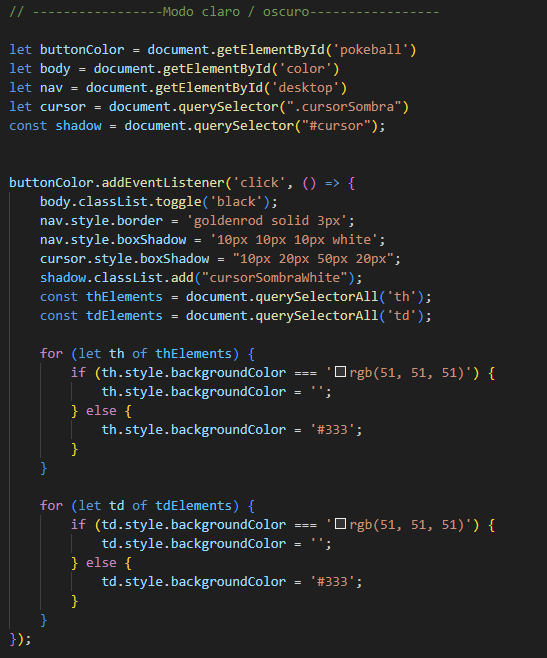 // -----------------Modo claro / oscuro-----------------
let buttonColor = document.getElementById('pokeball')
let body = document.getElementById('color')
let nav = document.getElementById('desktop')
let cursor = document.querySelector(".cursorSombra")
const shadow = document.querySelector("#cursor");
buttonColor.addEventListener('click', () => {
    body.classList.toggle('black');
    nav.style.border = 'goldenrod solid 3px';
    nav.style.boxShadow = '10px 10px 10px white';
    cursor.style.boxShadow = "10px 20px 50px 20px";
    shadow.classList.add("cursorSombraWhite");
    const thElements = document.querySelectorAll('th');
    const tdElements = document.querySelectorAll('td');
    for (let th of thElements) {
        if (th.style.backgroundColor === 'rgb(51, 51, 51)') {
            th.style.backgroundColor = '';
        } else {
            th.style.backgroundColor = '#333';
        }
    }
    for (let td of tdElements) {
        if (td.style.backgroundColor === 'rgb(51, 51, 51)') {
            td.style.backgroundColor = '';
        } else {
            td.style.backgroundColor = '#333';
        }
    }
});